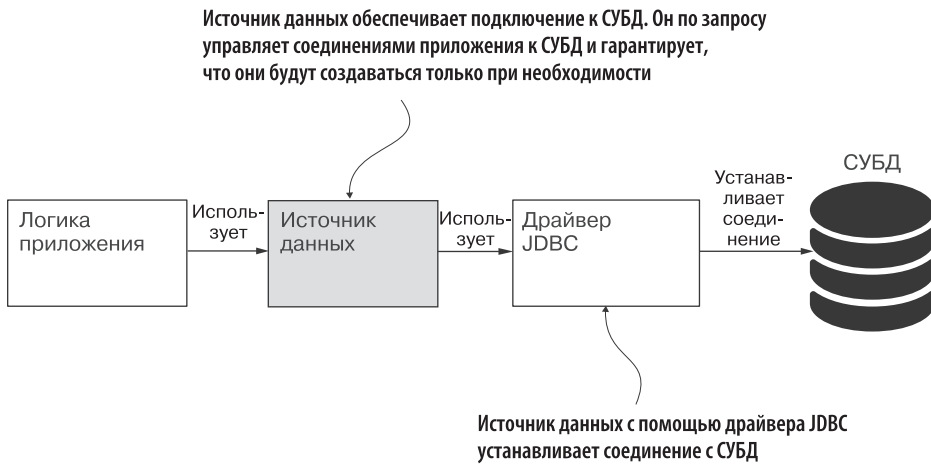 Источник данных обеспечивает подключение к СУБД. Он по запросу
управляет соединениями приложения к СУБД и гарантирует,
что они будут создаваться только при необходимости
Логика
приложения
Исполь-
зует
Источник
данных
Исполь-
зует
Драйвер
JDBC
Устанав-
ливает
соеди-
нение
СУБД
Источник данных с помощью драйвера JDBC
устанавливает соединение с СУБД